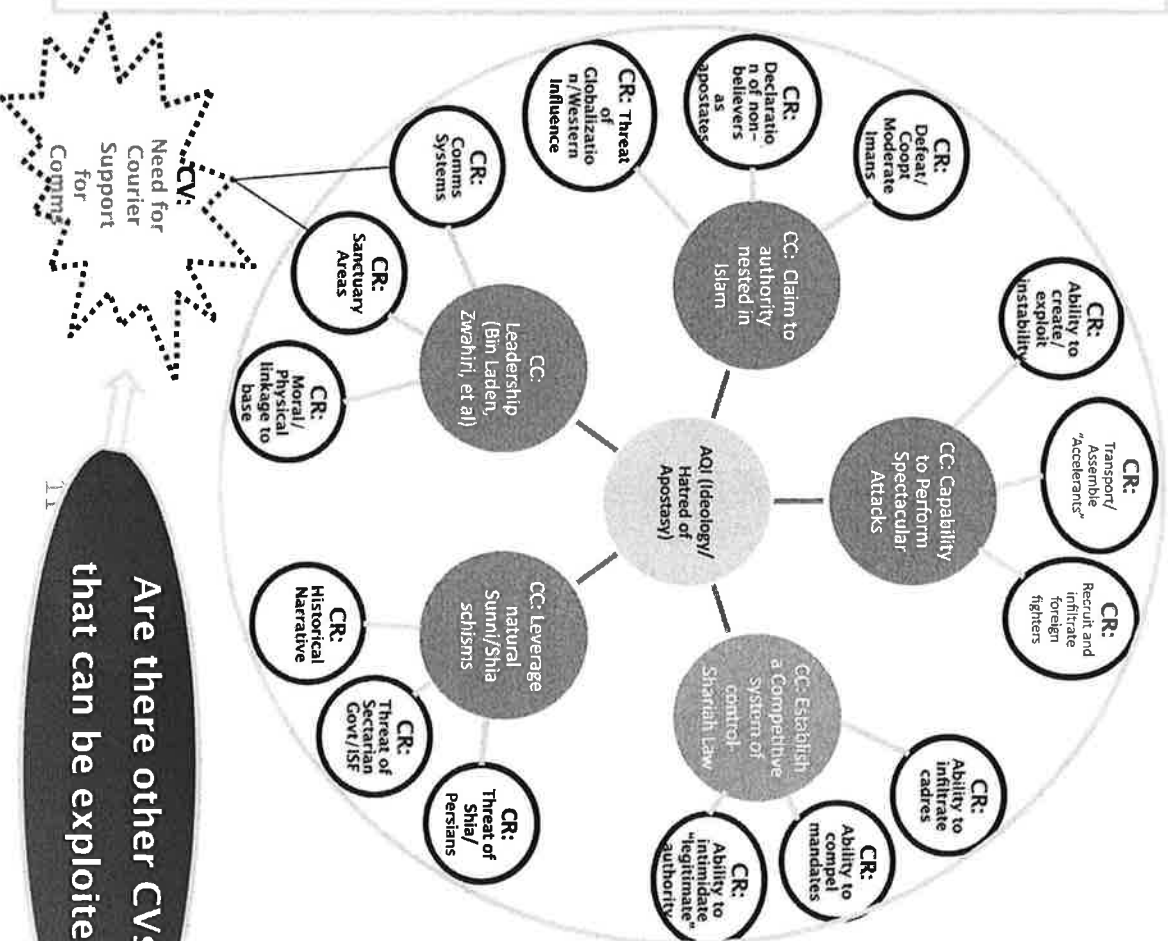 AQI (Ideology/
Hatred of
Apostasy)
CC: Capability
to Perform
Spectacular
Attacks
CR:
Ability to
create/
exploit
instability
CR:
Transport/
Assemble
"Accelerants"
CR:
Recruit and
infiltrate
foreign
fighters
CC: Establish
a Competitive
System of
control-
Shariah Law
CR:
Ability to
infiltrate
cadres
CR:
Ability to
compel
mandates
CR:
Ability to
intimidate
"legitimate"
authority
CC: Leverage
natural
Sunni/Shia
schisms
CR:
Threat of
Shia/
Persians
CR:
Threat of
Sectarian
Govt/ISF
CR:
Historical
Narrative
CC:
Leadership
(Bin Laden,
Zwahiri, et al)
CR:
Moral/
Physical
linkage to
base
CR:
Sanctuary
Areas
CR:
Comms
Systems
CC: Claim to
authority
nested in
Islam
CR: Threat
of
Globalizatio
n/Western
Influence
CR:
Declaratio
n of non-
believers
as
apostates
CR:
Defeat/
Coopt
Moderate
Imans
CV:
Need for
Courier
Support
for
Comms
Are there other CVs
that can be exploite
11